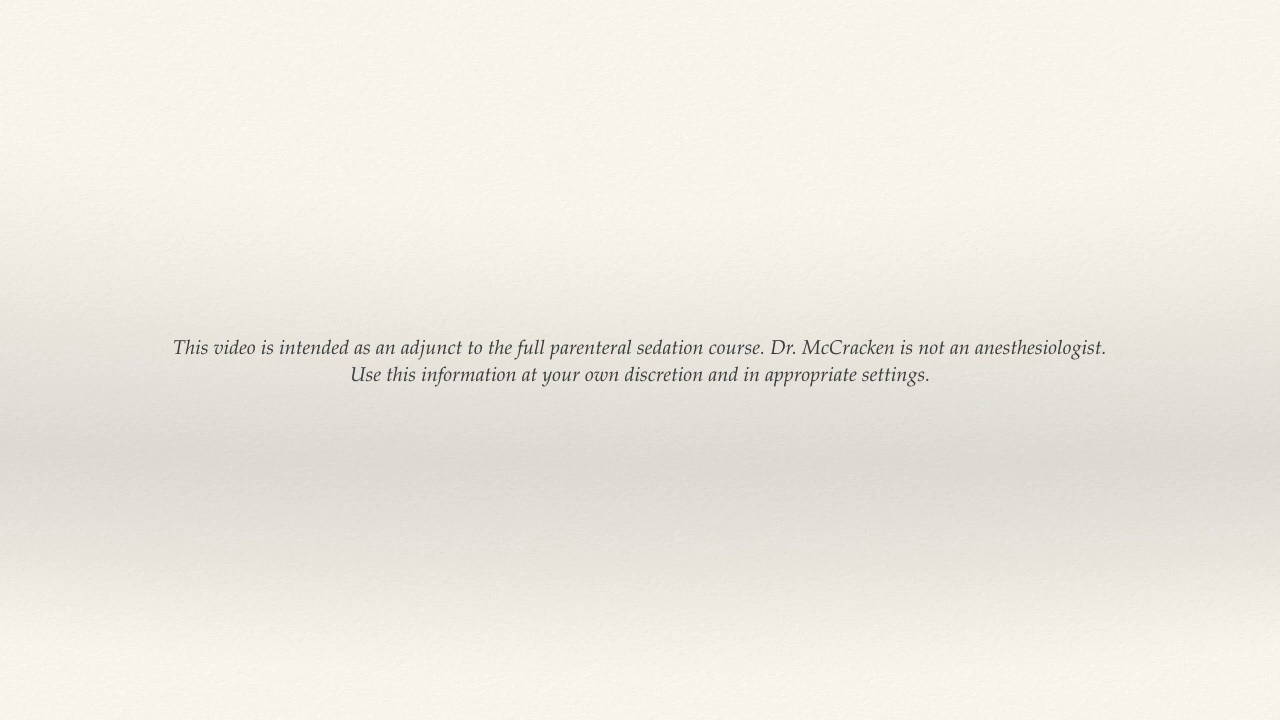 This video is intended as an adjunct to the full parenteral sedation course. Dr. McCracken is not an anesthesiologist.
Use this information at your own discretion and in appropriate settings.